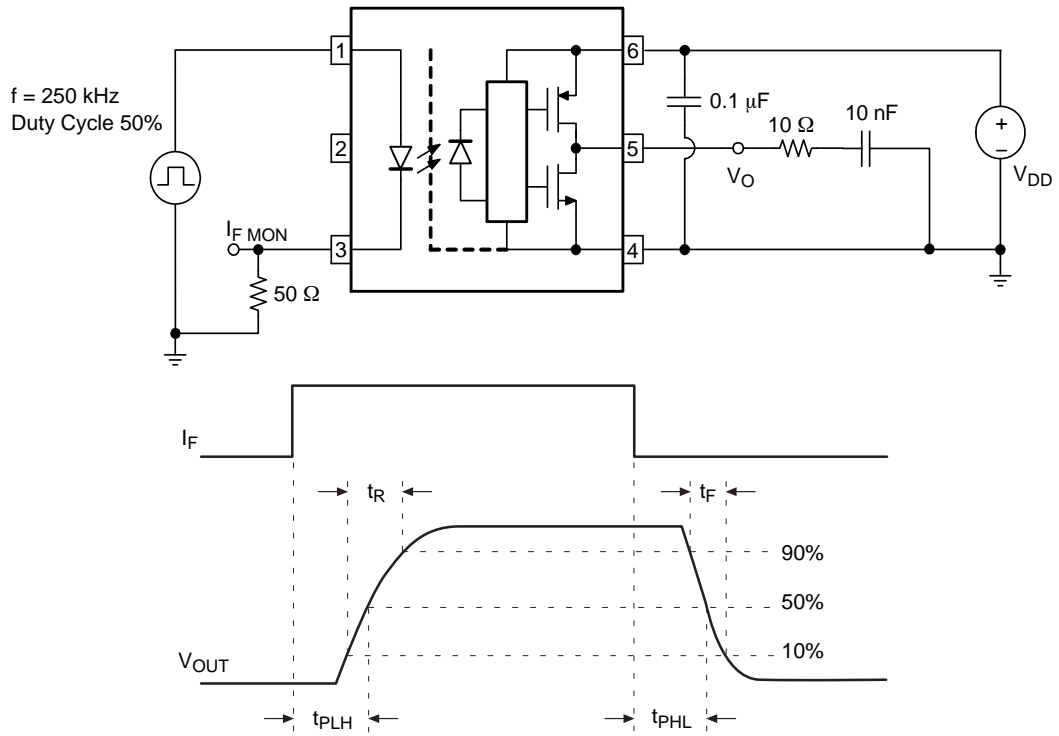 f = 250 kHz
Duty Cycle 50%
1
2
3
6
5
4
I_F MON
50 Ω
0.1 μF
10 Ω
10 nF
V_O
+
−
V_DD
I_F
t_R
t_F
90%
50%
10%
V_OUT
t_PLH
t_PHL